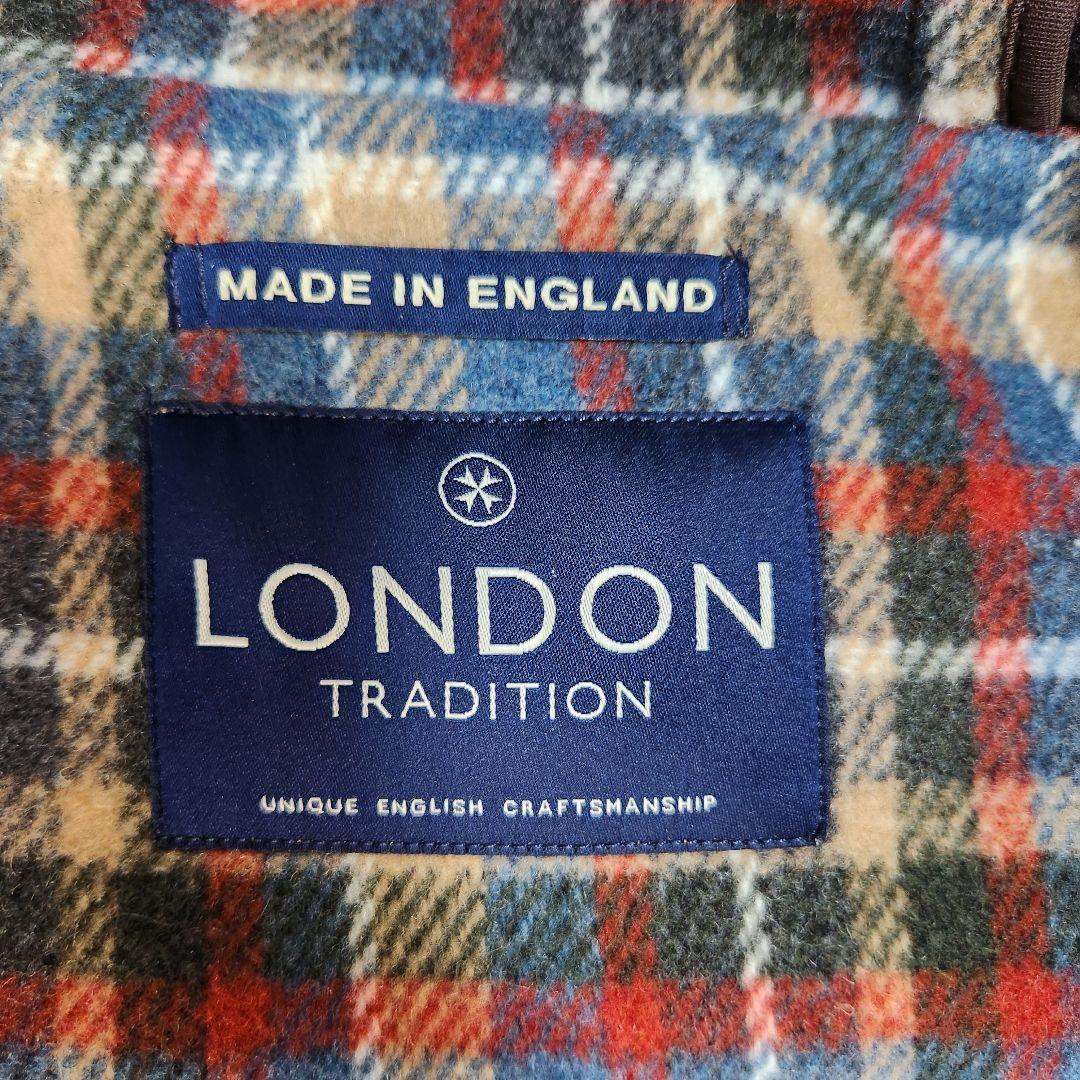 MADE IN ENGLAND
LONDON
TRADITION
UNIQUE ENGLISH CRAFTSMANSHIP